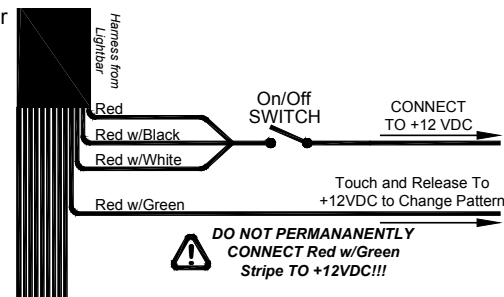 r
Harness from
Lightbar
Red
Red w/Black
Red w/White
On/Off
SWITCH
CONNECT
TO +12 VDC
Red w/Green
Touch and Release To
+12VDC to Change Pattern
DO NOT PERMANANENTLY
CONNECT Red w/Green
Stripe TO +12VDC!!!